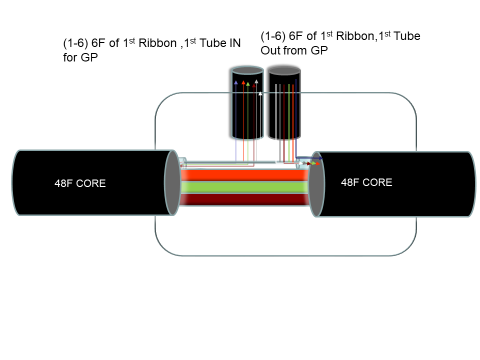 (1-6) 6F of 1st Ribbon ,1st Tube IN
for GP
(1-6) 6F of 1st Ribbon,1st Tube
Out from GP
48F CORE
48F CORE